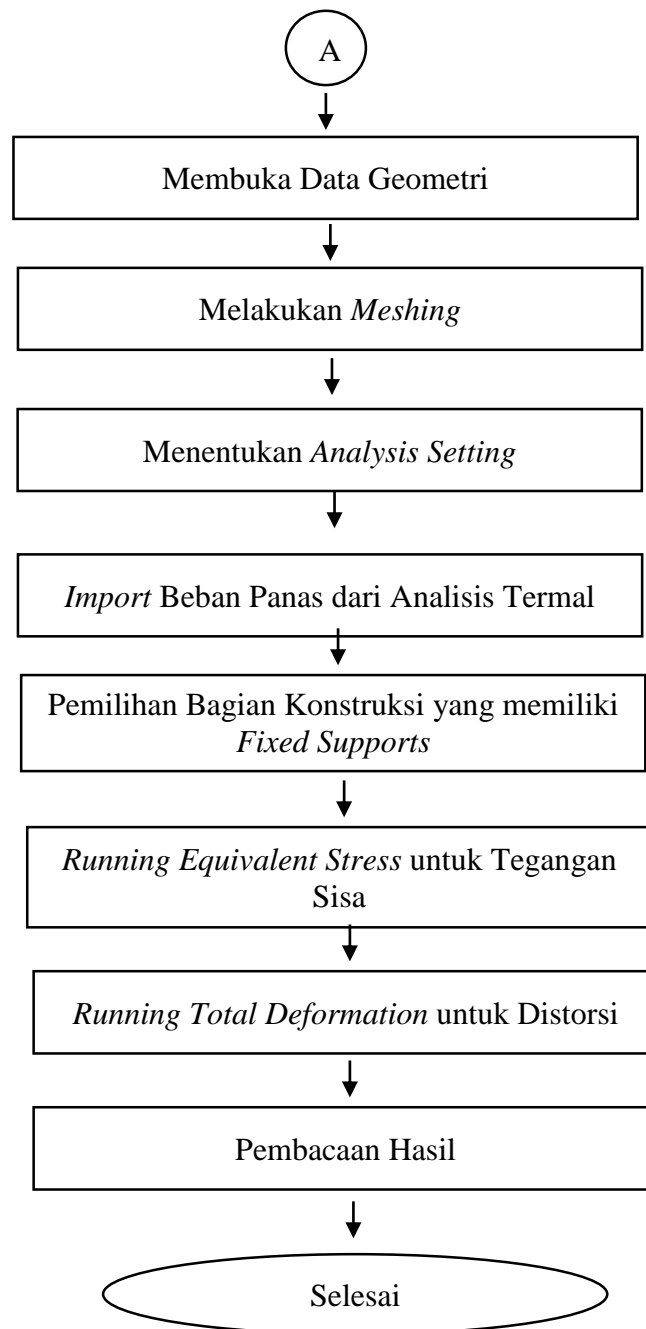 A
Membuka Data Geometri
Melakukan Meshing
Menentukan Analysis Setting
Import Beban Panas dari Analisis Termal
Pemilihan Bagian Konstruksi yang memiliki
Fixed Supports
Running Equivalent Stress untuk Tegangan
Sisa
Running Total Deformation untuk Distorsi
Pembacaan Hasil
Selesai